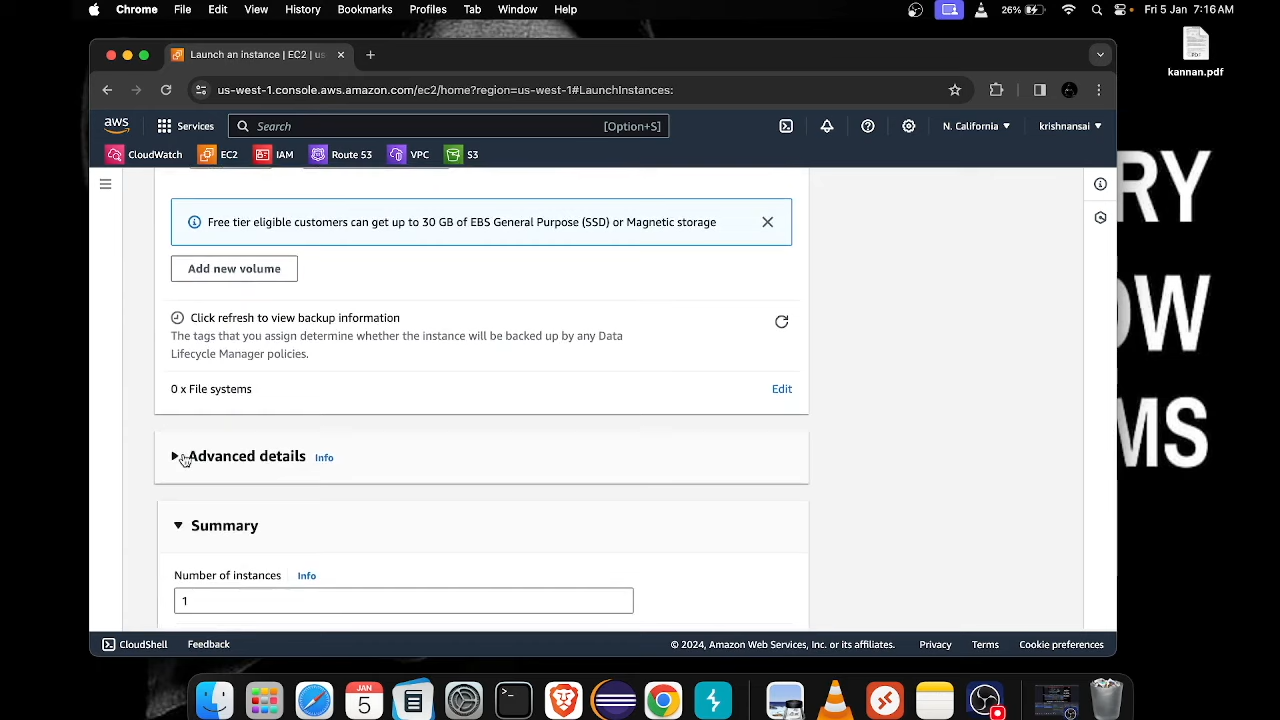 Chrome File Edit View History Bookmarks Profiles Tab Window Help 26% Fri 5 Jan 7:16 AM
kannan.pdf
Launch an instance | EC2 | us
us-west-1.console.aws.amazon.com/ec2/home?region=us-west-1#LaunchInstances:
aws Services Search [Option+S] N. California krishnasai
CloudWatch EC2 IAM Route 53 VPC S3
Free tier eligible customers can get up to 30 GB of EBS General Purpose (SSD) or Magnetic storage
Add new volume
Click refresh to view backup information
The tags that you assign determine whether the instance will be backed up by any Data
Lifecycle Manager policies.
0 x File systems Edit
Advanced details Info
Summary
Number of instances Info
1
CloudShell Feedback © 2024, Amazon Web Services, Inc. or its affiliates. Privacy Terms Cookie preferences
RY
OW
MS
PDF
JAN
5